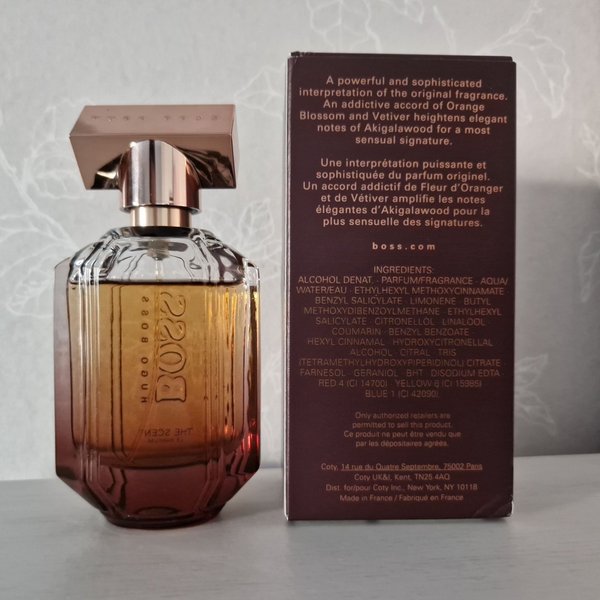 HUGO BOSS
HUGO BOSS
BOSS
THE SCENT
A powerful and sophisticated
interpretation of the original fragrance.
An addictive accord of Orange
Blossom and Vetiver heightens elegant
notes of Akigalawood for a most
sensual signature.
Une interprétation puissante et
sophistiquée du parfum originel.
Un accord addictif de Fleur d'Oranger
et de Vétiver amplifie les notes
élégantes d'Akigalawood pour la
plus sensuelle des signatures.
boss.com
INGREDIENTS:
ALCOHOL DENAT. - PARFUM/FRAGRANCE - AQUA/
WATER/EAU - ETHYLHEXYL METHOXYCINNAMATE
BENZYL SALICYLATE - LIMONENE - BUTYL
METHOXYDIBENZOYLMETHANE - ETHYLHEXYL
SALICYLATE - CITRONELLOL - LINALOOL
COUMARIN - BENZYL BENZOATE -
HEXYL CINNAMAL - HYDROXYCITRONELLAL
ALCOHOL - CITRAL - TRIS
(TETRAMETHYLHYDROXYPIPERIDINOL) CITRATE
FARNESOL - GERANIOL - BHT - DISODIUM EDTA
RED 4 (CI 14700) - YELLOW 6 (CI 15985)
BLUE 1 (CI 42090)
Only authorized retailers are
permitted to sell this product.
Ce produit ne peut être vendu que
par les dépositaires agréés.
Coty, 14 rue du Quatre Septembre, 75002 Paris
Coty UK&I, Kent, TN25 4AQ
Dist. for/pour Coty Inc., New York, NY 10118
Made in France / Fabriqué en France